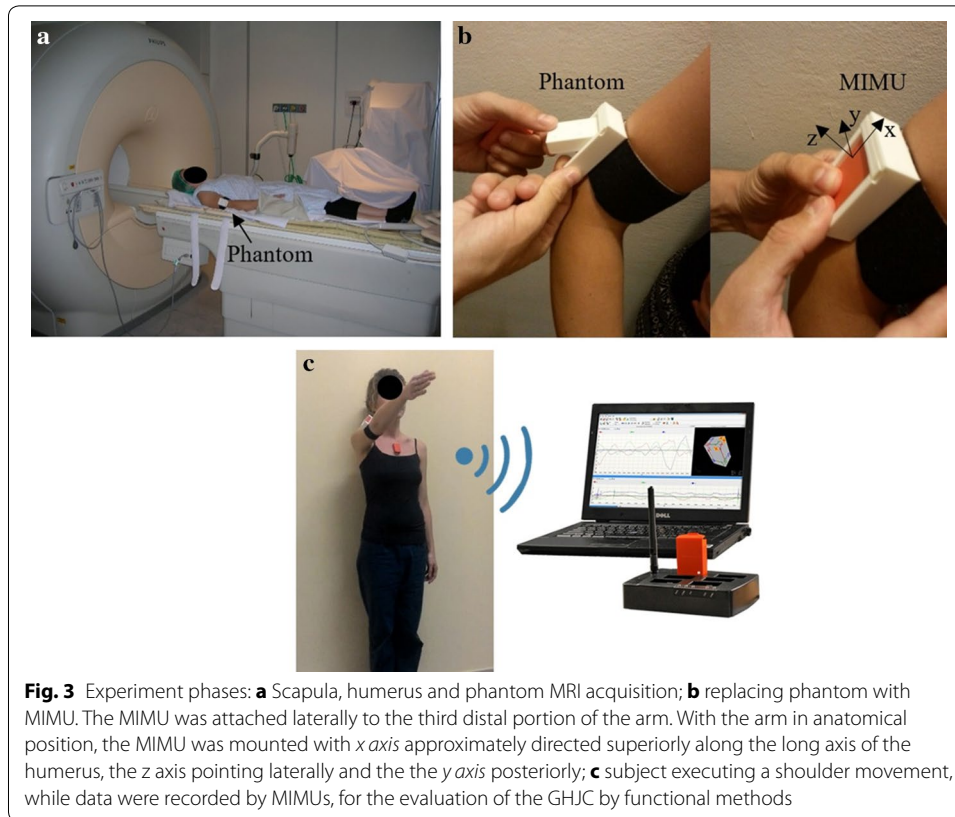 a
PHILIPS
Phantom
b
Phantom
MIMU
z
y
x
c
DELL
Fig. 3 Experiment phases: a Scapula, humerus and phantom MRI acquisition; b replacing phantom with
MIMU. The MIMU was attached laterally to the third distal portion of the arm. With the arm in anatomical
position, the MIMU was mounted with x axis approximately directed superiorly along the long axis of the
humerus, the z axis pointing laterally and the the y axis posteriorly; c subject executing a shoulder movement,
while data were recorded by MIMUs, for the evaluation of the GHJC by functional methods